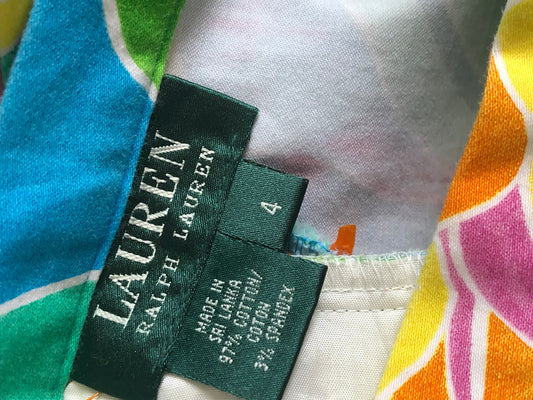 LAUREN
RALPH LAUREN
4
MADE IN
SRI LANKA
97% COTTON/
COTON
3% SPANDEX